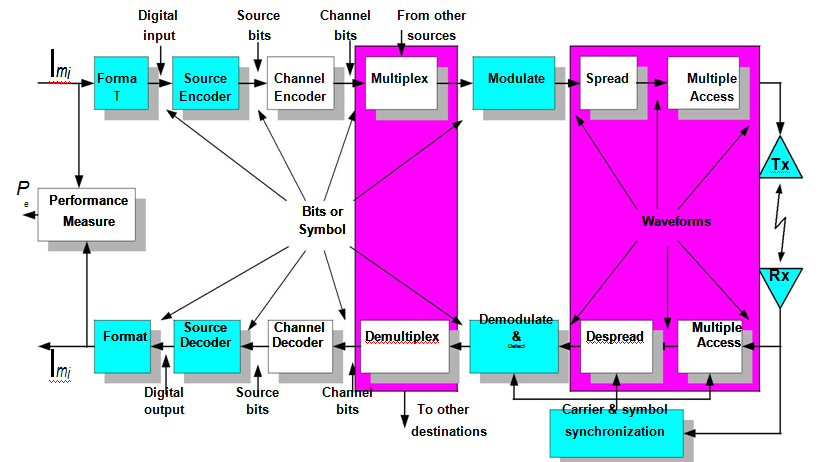 Digital
input
Source
bits
Channel
bits
From other
sources
Imi
Forma
T
Source
Encoder
Channel
Encoder
Multiplex
Modulate
Spread
Multiple
Access
Tx
P
e
Performance
Measure
Bits or
Symbol
Waveforms
Rx
Format
Source
Decoder
Channel
Decoder
Demultiplex
Demodulate
&
Detect
Despread
Multiple
Access
Imi
Digital
output
Source
bits
Channel
bits
To other
destinations
Carrier & symbol
synchronization